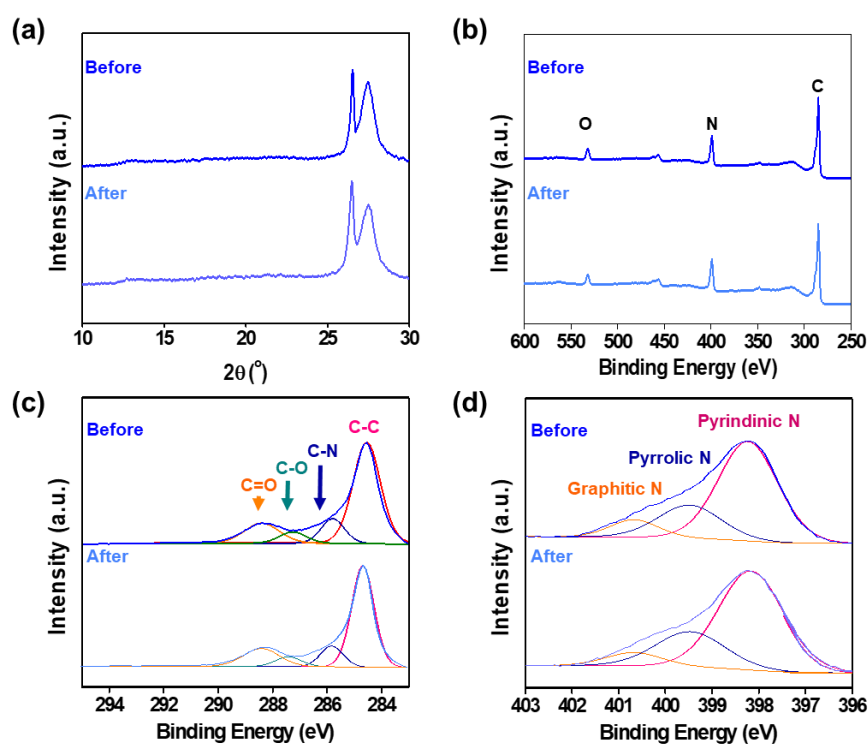 (a)
Before
After
Intensity (a.u.)
10 15 20 25 30
2θ (°)
(b)
Before
O N C
After
Intensity (a.u.)
600 550 500 450 400 350 300 250
Binding Energy (eV)
(c)
Before
C-C
C-N
C-O
C=O
After
Intensity (a.u.)
294 292 290 288 286 284
Binding Energy (eV)
(d)
Before
Pyrindinic N
Pyrrolic N
Graphitic N
After
Intensity (a.u.)
403 402 401 400 399 398 397 396
Binding Energy (eV)